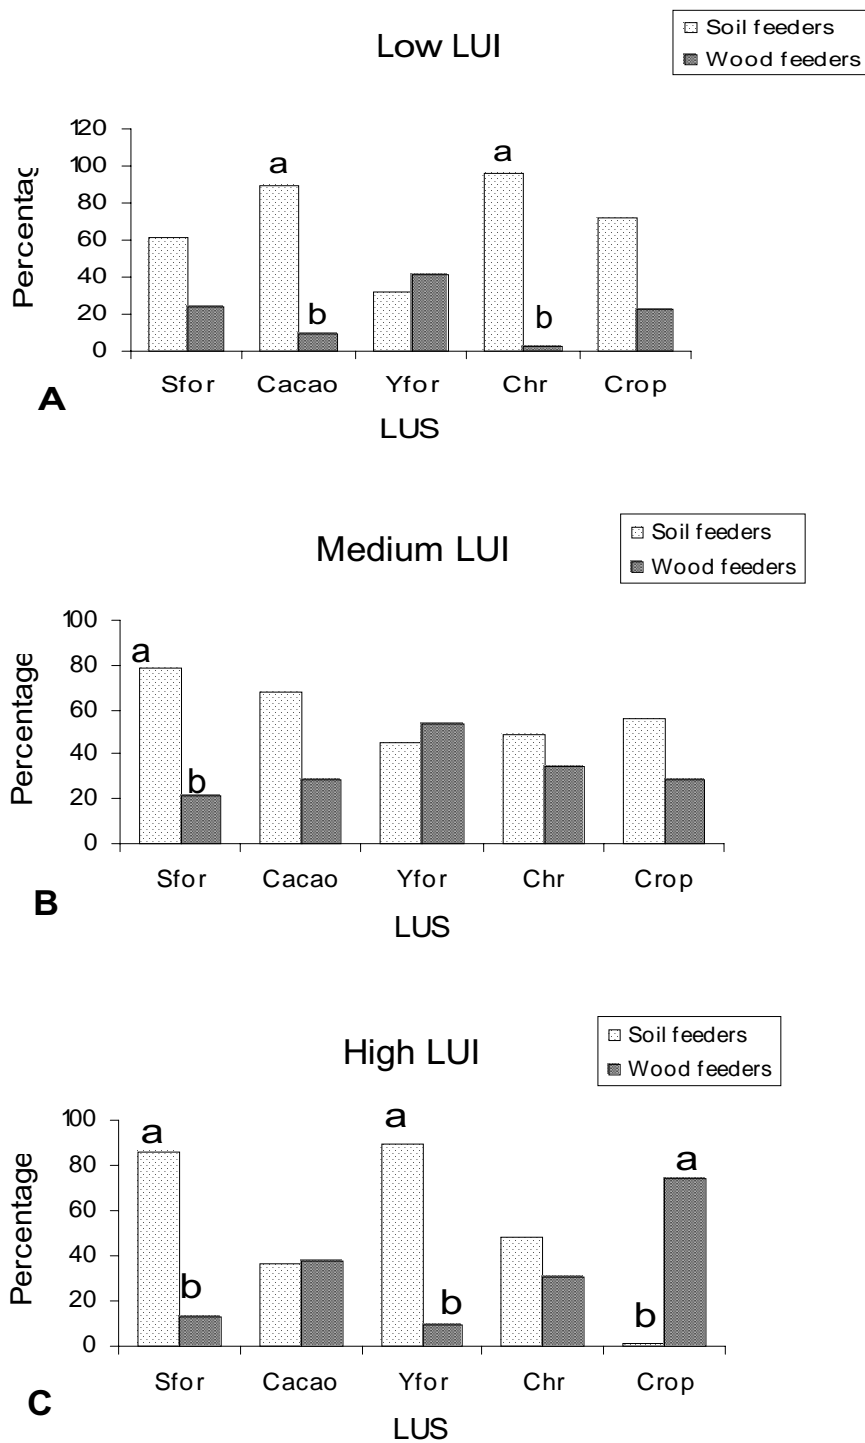 Low LUI
Soil feeders
Wood feeders
Percentag
120
100
80
60
40
20
0
a
b
a
b
Sfor Cacao Yfor Chr Crop
LUS
A
Medium LUI
Soil feeders
Wood feeders
Percentage
100
80
60
40
20
0
a
b
Sfor Cacao Yfor Chr Crop
LUS
B
High LUI
Soil feeders
Wood feeders
Percentage
100
80
60
40
20
0
a
b
a
b
b
a
Sfor Cacao Yfor Chr Crop
LUS
C